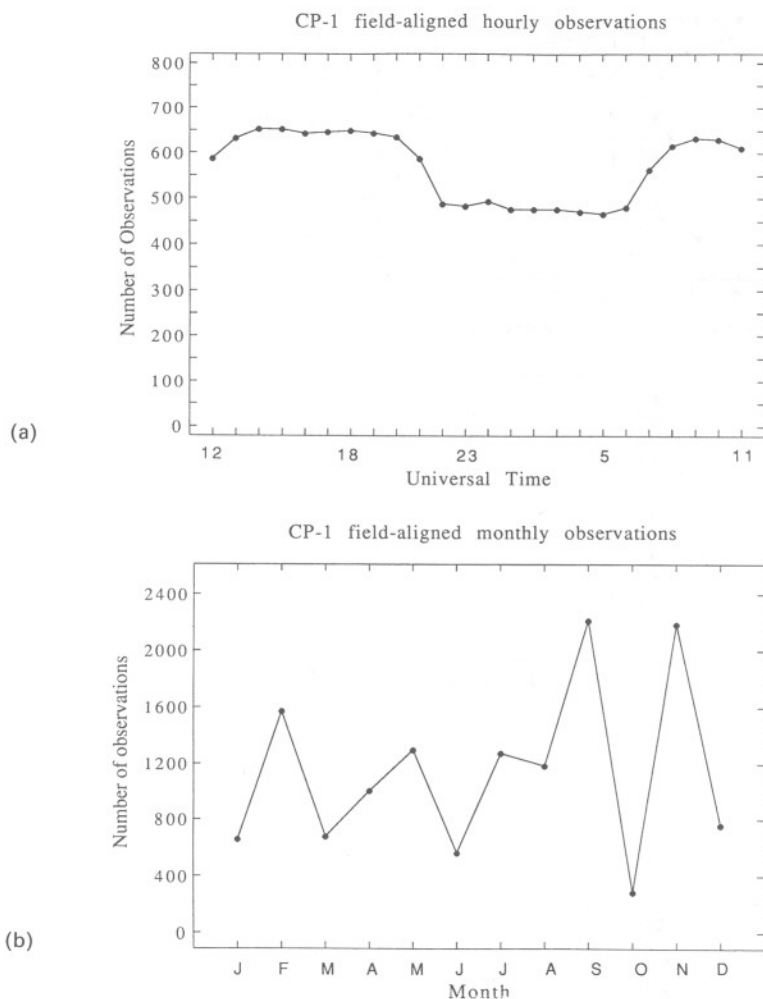 CP-1 field-aligned hourly observations
800
700
600
500
400
300
200
100
0
Number of Observations
(a)
12 18 23 5 11
Universal Time
CP-1 field-aligned monthly observations
2400
2000
1600
1200
800
400
0
Number of observations
(b)
J F M A M J J A S O N D
Month